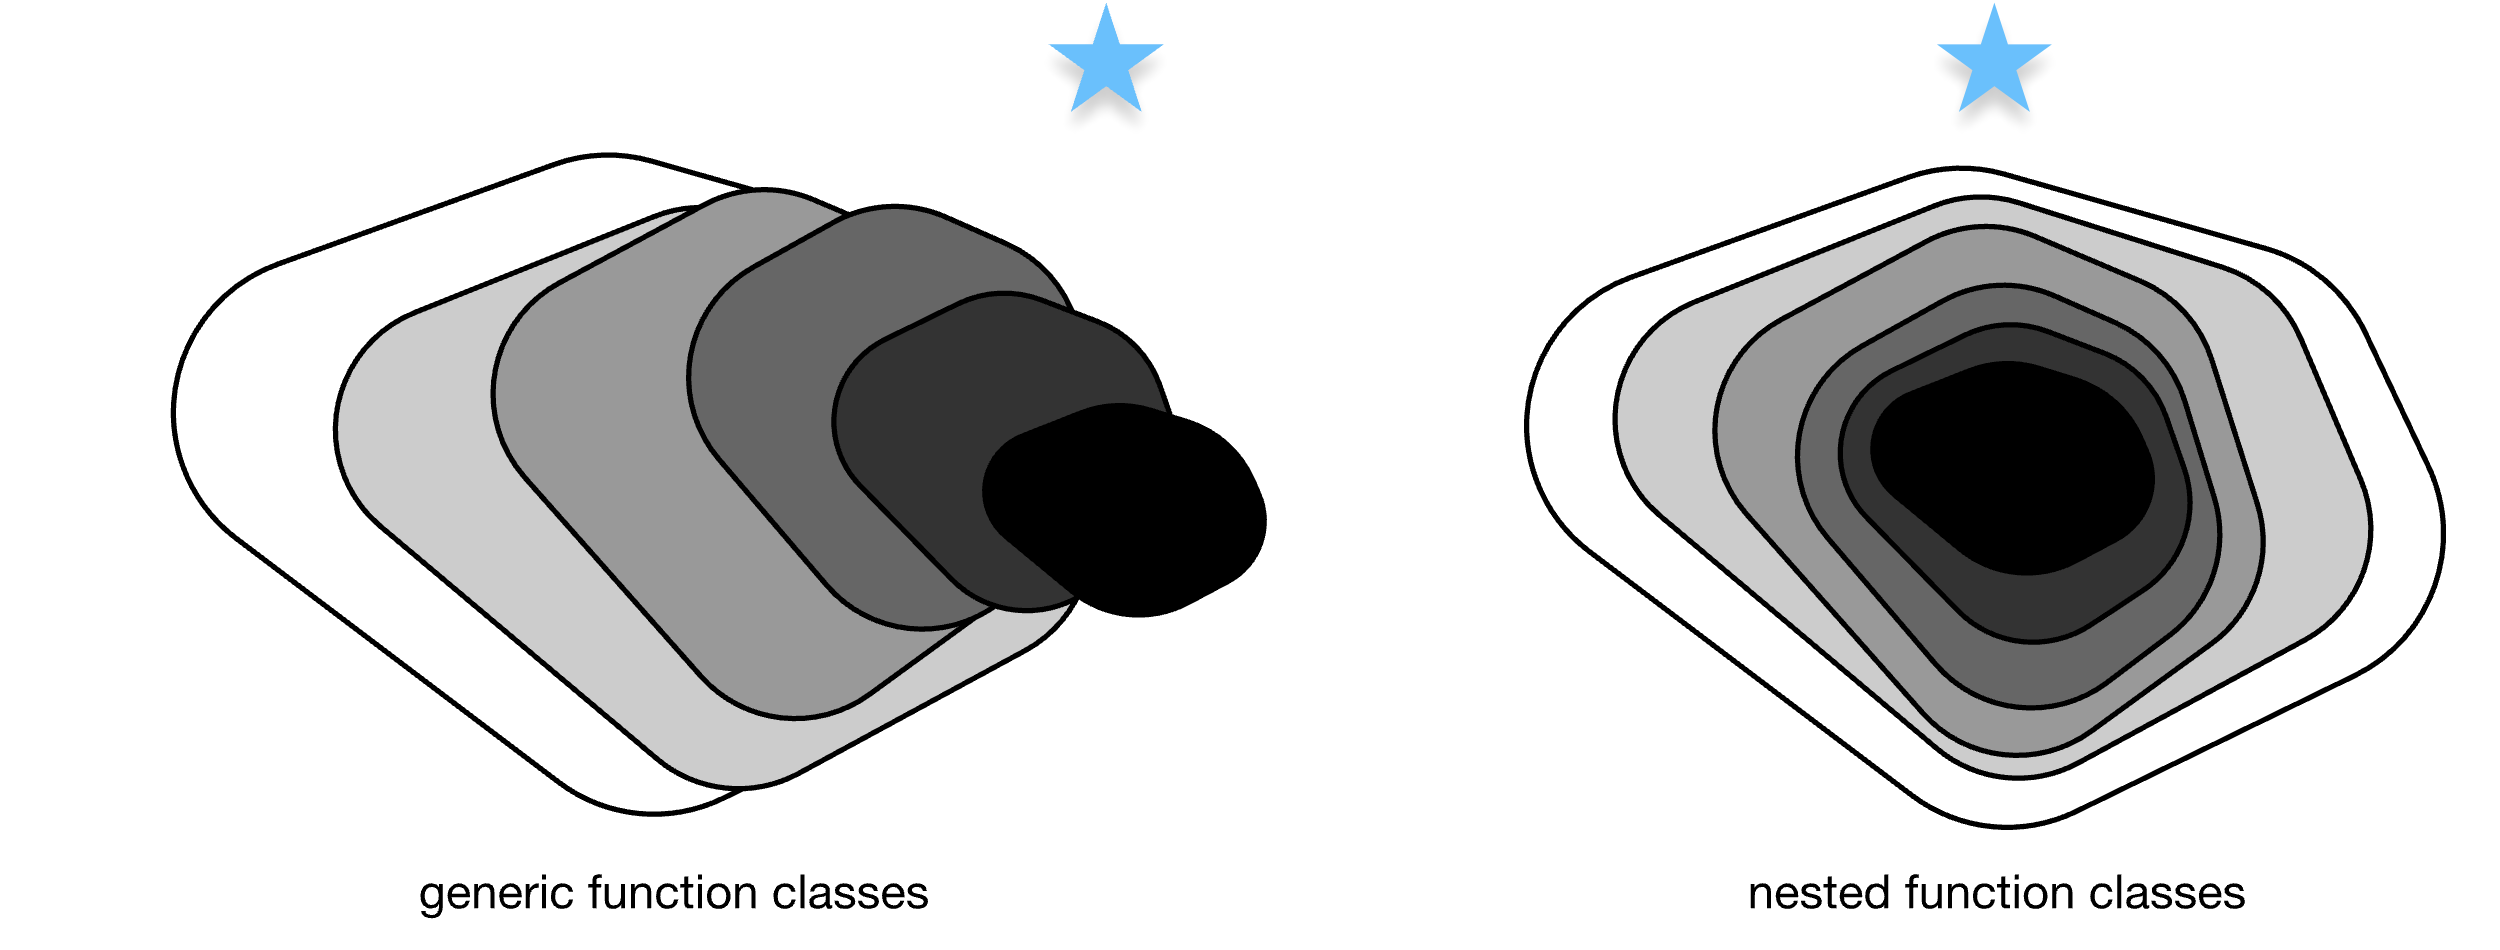 generic function classes
nested function classes